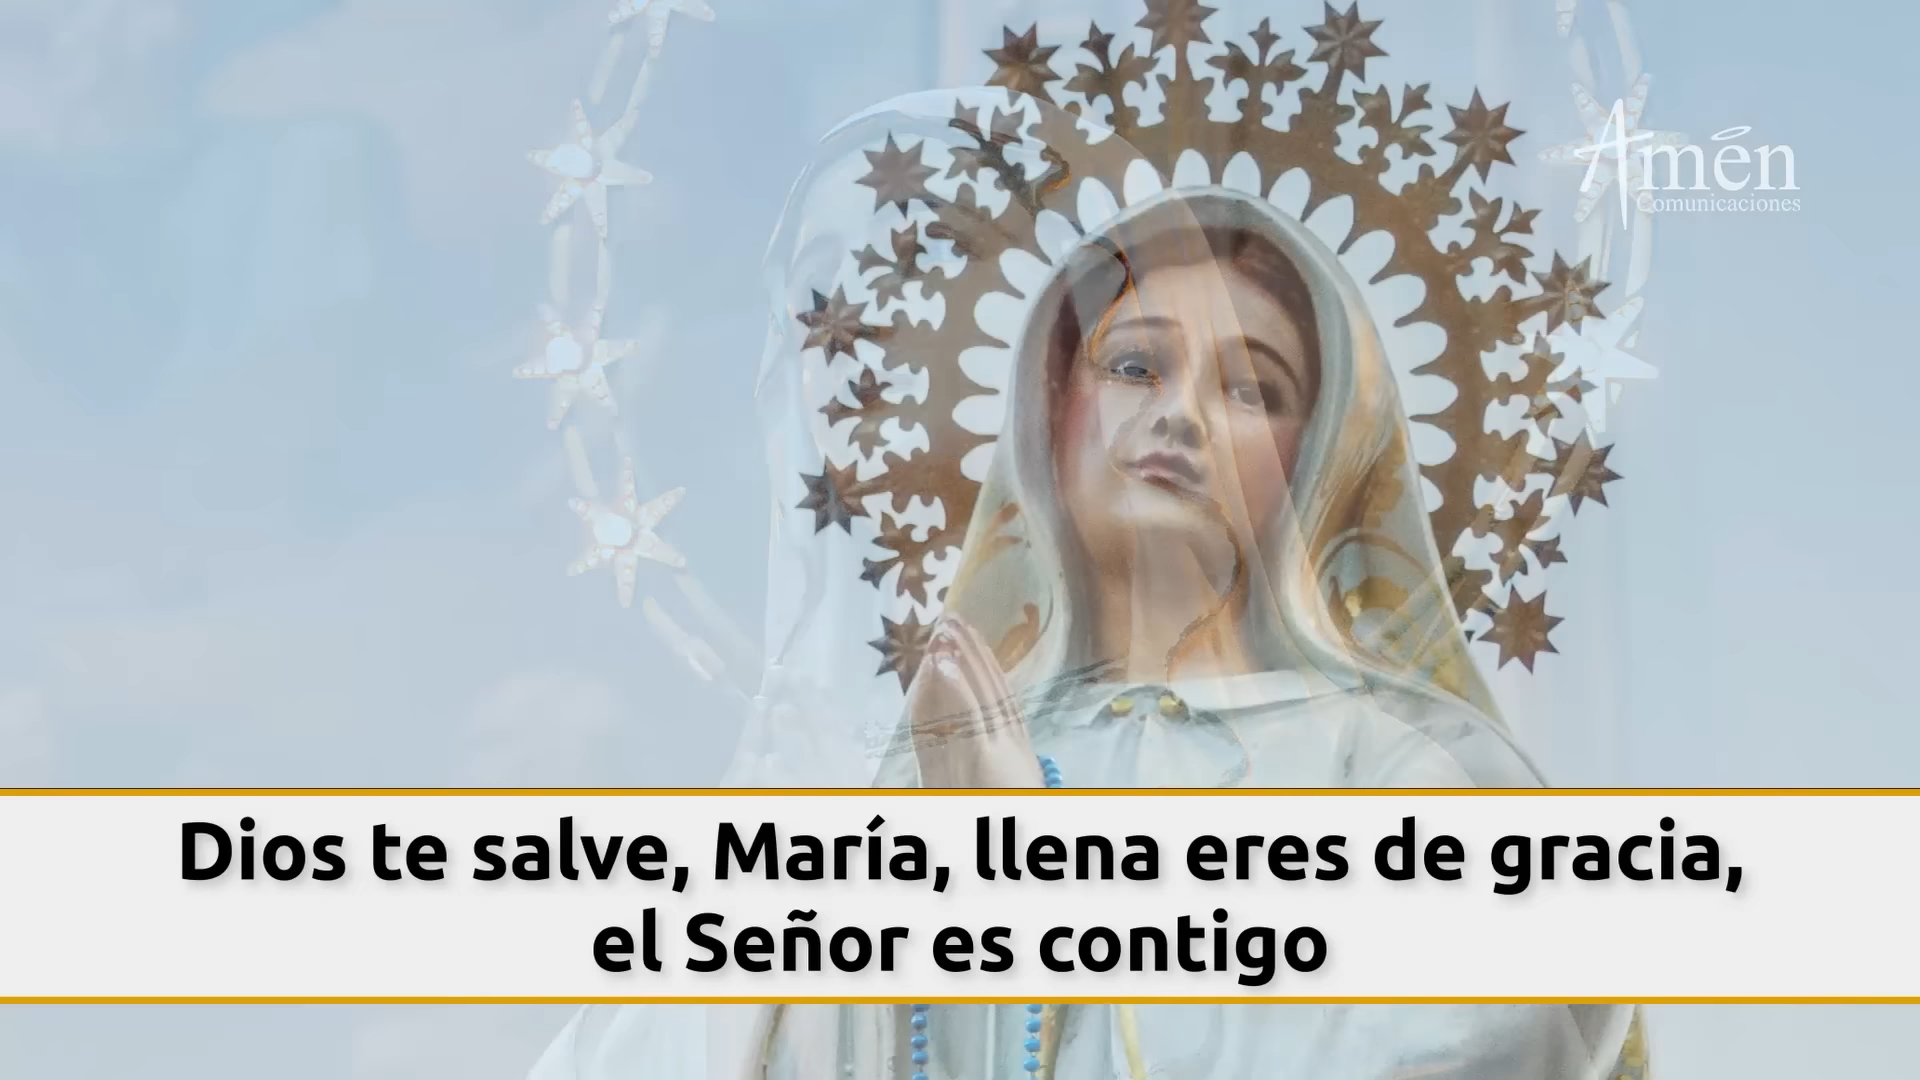 Amén
Comunicaciones
Dios te salve, María, llena eres de gracia,
el Señor es contigo